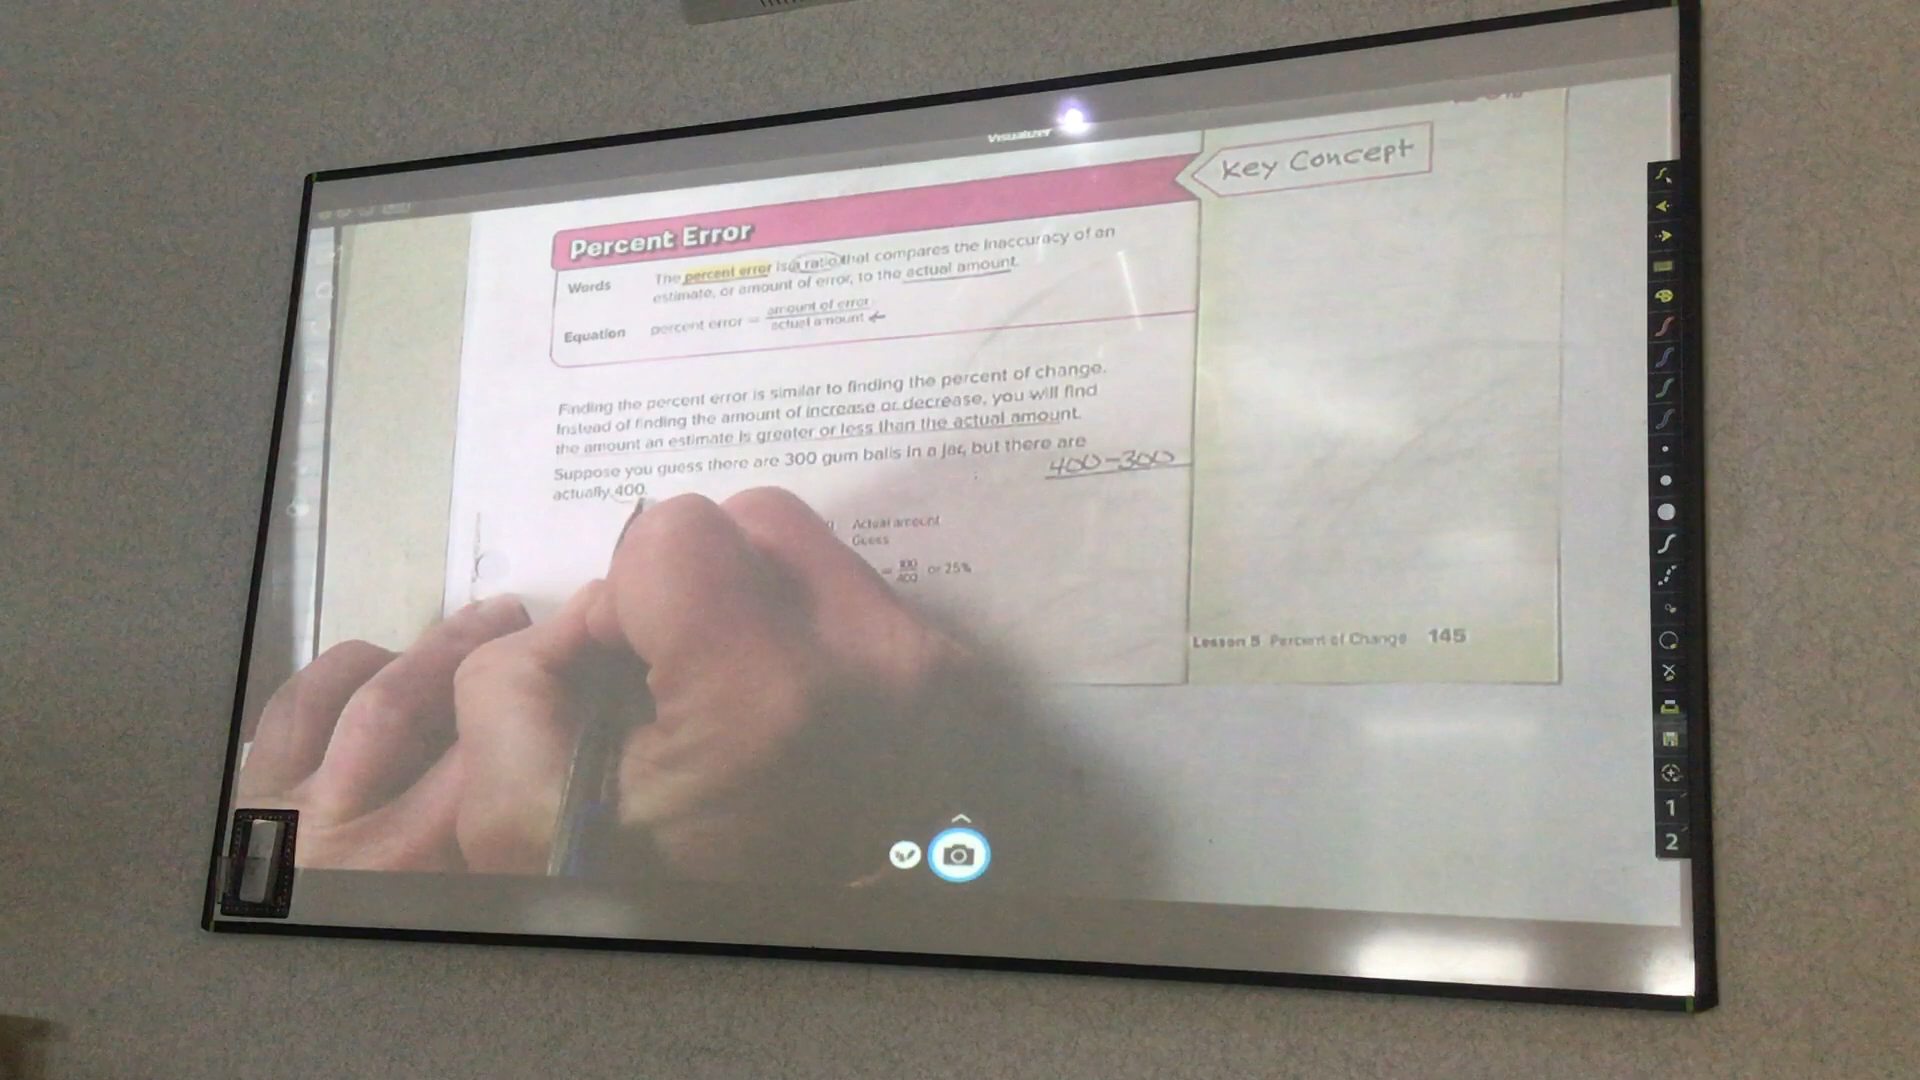 Visualizer
Key Concept
Percent Error
Words
The percent error is a ratio that compares the inaccuracy of an
estimate, or amount of error, to the actual amount.
Equation
percent error = amount of error
actual amount
Finding the percent error is similar to finding the percent of change.
Instead of finding the amount of increase or decrease, you will find
the amount an estimate is greater or less than the actual amount.
Suppose you guess there are 300 gum balls in a jar, but there are
actually 400.
400-300
Actual amount
Guess
= 100
400
or 25%
Lesson 5 Percent of Change 145
1
2